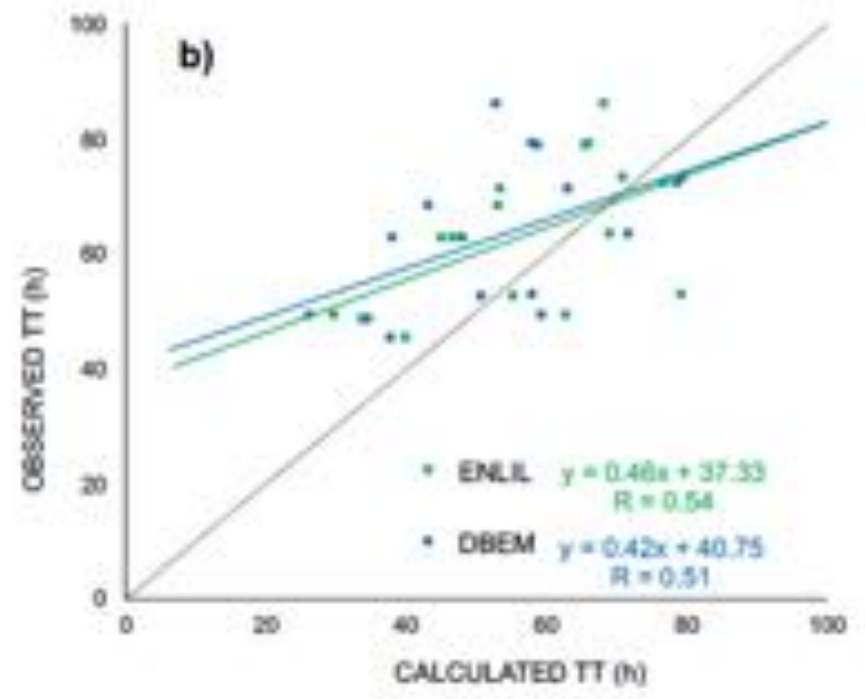 b)
100
80
60
40
20
0
OBSERVED TT (h)
ENLIL y = 0.46x + 37.33
R = 0.54
DBEM y = 0.42x + 40.75
R = 0.51
0 20 40 60 80 100
CALCULATED TT (h)